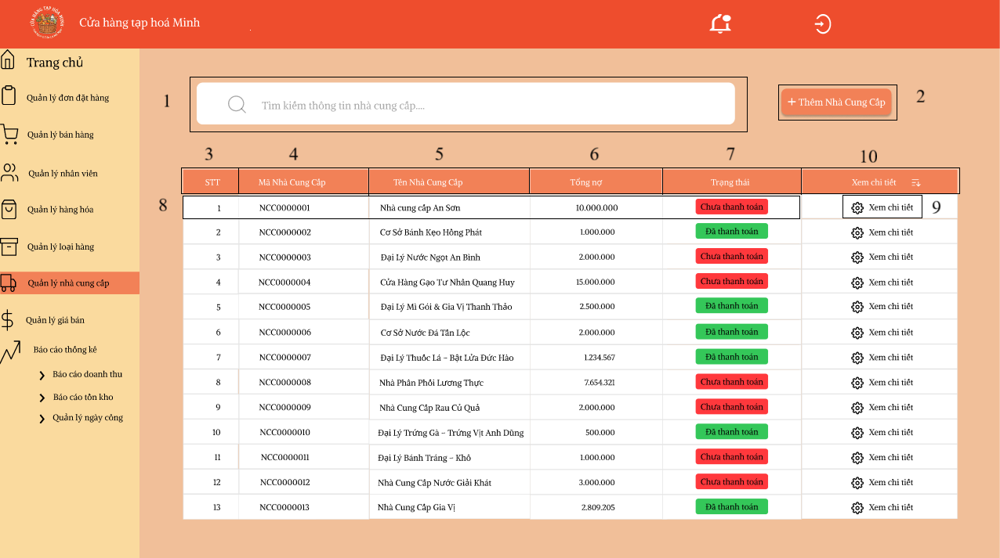 CỬA HÀNG TẠP HÓA MINH
Cửa hàng tạp hoá Minh
Trang chủ
Quản lý đơn đặt hàng
Quản lý bán hàng
Quản lý nhân viên
Quản lý hàng hóa
Quản lý loại hàng
Quản lý nhà cung cấp
Quản lý giá bán
Báo cáo thống kê
Báo cáo doanh thu
Báo cáo tồn kho
Quản lý ngày công
1 Tìm kiếm thông tin nhà cung cấp....
+ Thêm Nhà Cung Cấp 2
3 4 5 6 7 10
STT Mã Nhà Cung Cấp Tên Nhà Cung Cấp Tổng nợ Trạng thái Xem chi tiết
8 1 NCC0000001 Nhà cung cấp An Sơn 10.000.000 Chưa thanh toán Xem chi tiết 9
2 NCC0000002 Cơ Sở Bánh Kẹo Hồng Phát 1.000.000 Đã thanh toán Xem chi tiết
3 NCC0000003 Đại Lý Nước Ngọt An Bình 2.000.000 Chưa thanh toán Xem chi tiết
4 NCC0000004 Cửa Hàng Gạo Tư Nhân Quang Huy 15.000.000 Chưa thanh toán Xem chi tiết
5 NCC0000005 Đại Lý Mì Gói & Gia Vị Thanh Thảo 2.500.000 Đã thanh toán Xem chi tiết
6 NCC0000006 Cơ Sở Nước Đá Tấn Lộc 2.000.000 Đã thanh toán Xem chi tiết
7 NCC0000007 Đại Lý Thuốc Lá – Bật Lửa Đức Hào 1.234.567 Đã thanh toán Xem chi tiết
8 NCC0000008 Nhà Phân Phối Lương Thực 7.654.321 Chưa thanh toán Xem chi tiết
9 NCC0000009 Nhà Cung Cấp Rau Củ Quả 2.000.000 Chưa thanh toán Xem chi tiết
10 NCC0000010 Đại Lý Trứng Gà – Trứng Vịt Anh Dũng 500.000 Đã thanh toán Xem chi tiết
11 NCC0000011 Đại Lý Bánh Tráng – Khô 1.000.000 Chưa thanh toán Xem chi tiết
12 NCC0000012 Nhà Cung Cấp Nước Giải Khát 3.000.000 Chưa thanh toán Xem chi tiết
13 NCC0000013 Nhà Cung Cấp Gia Vị 2.809.205 Đã thanh toán Xem chi tiết